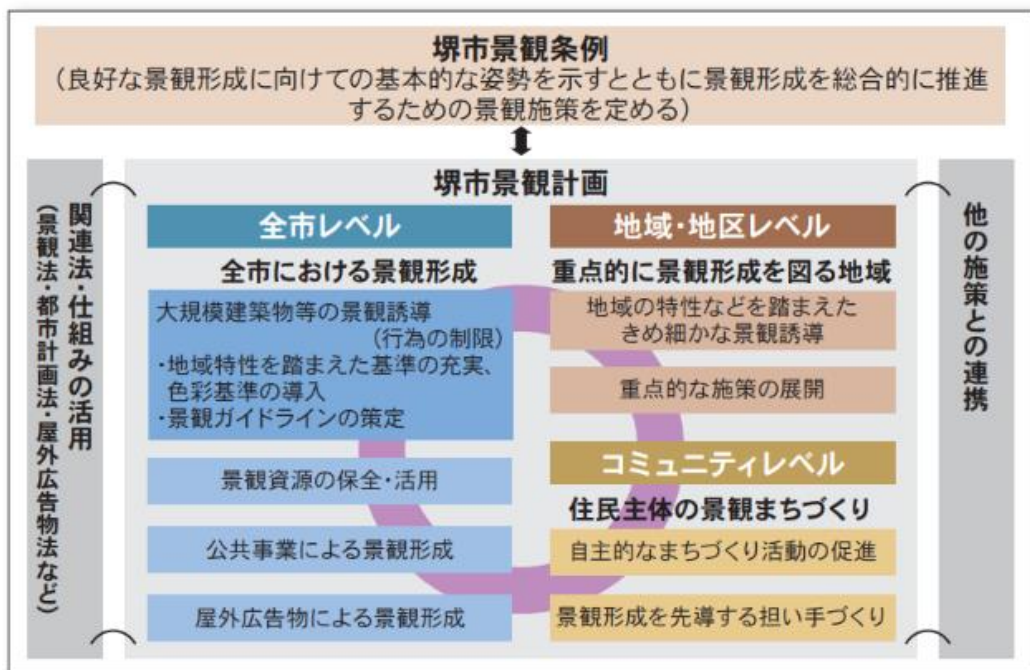 堺市景観条例
(良好な景観形成に向けての基本的な姿勢を示すとともに景観形成を総合的に推進
するための景観施策を定める)
関連法・仕組みの活用
(景観法・都市計画法・屋外広告物法など)
堺市景観計画
全市レベル
全市における景観形成
大規模建築物等の景観誘導
(行為の制限)
・地域特性を踏まえた基準の充実、
色彩基準の導入
・景観ガイドラインの策定
景観資源の保全・活用
公共事業による景観形成
屋外広告物による景観形成
地域・地区レベル
重点的に景観形成を図る地域
地域の特性などを踏まえた
きめ細かな景観誘導
重点的な施策の展開
コミュニティレベル
住民主体の景観まちづくり
自主的なまちづくり活動の促進
景観形成を先導する担い手づくり
他の施策との連携